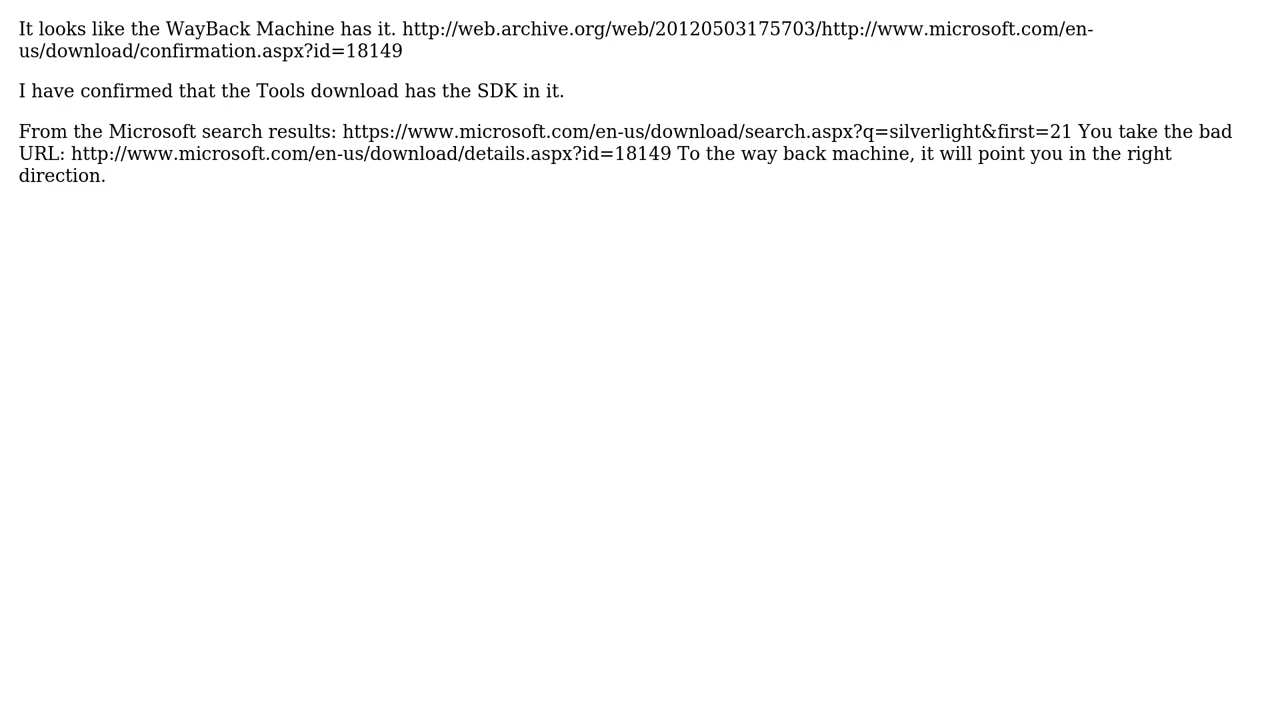 It looks like the WayBack Machine has it. http://web.archive.org/web/20120503175703/http://www.microsoft.com/en-
us/download/confirmation.aspx?id=18149
I have confirmed that the Tools download has the SDK in it.
From the Microsoft search results: https://www.microsoft.com/en-us/download/search.aspx?q=silverlight&first=21 You take the bad
URL: http://www.microsoft.com/en-us/download/details.aspx?id=18149 To the way back machine, it will point you in the right
direction.